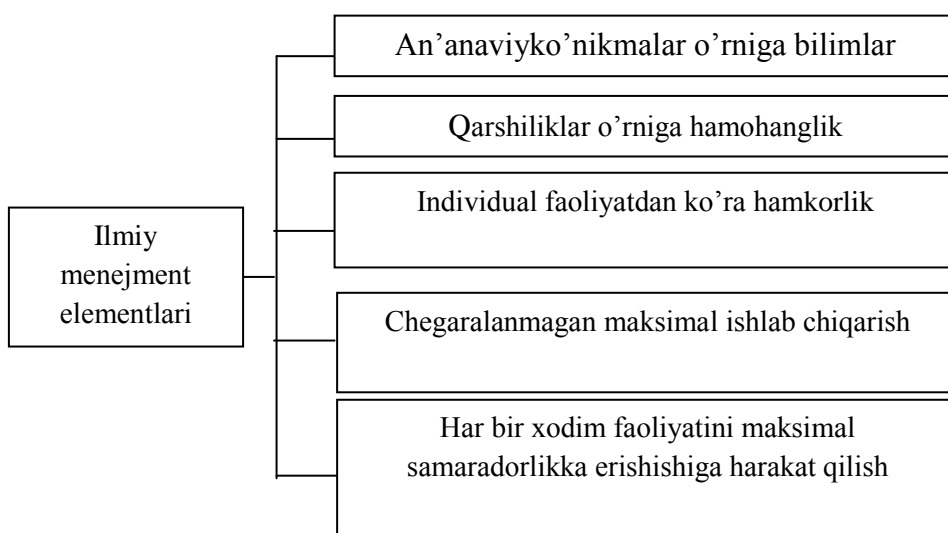 An’anaviyko’nikmalar o’rniga bilimlar
Qarshiliklar o’rniga hamohanglik
Individual faoliyatdan ko’ra hamkorlik
Ilmiy
menejment
elementlari
Chegaralanmagan maksimal ishlab chiqarish
Har bir xodim faoliyatini maksimal
samaradorlikka erishishiga harakat qilish